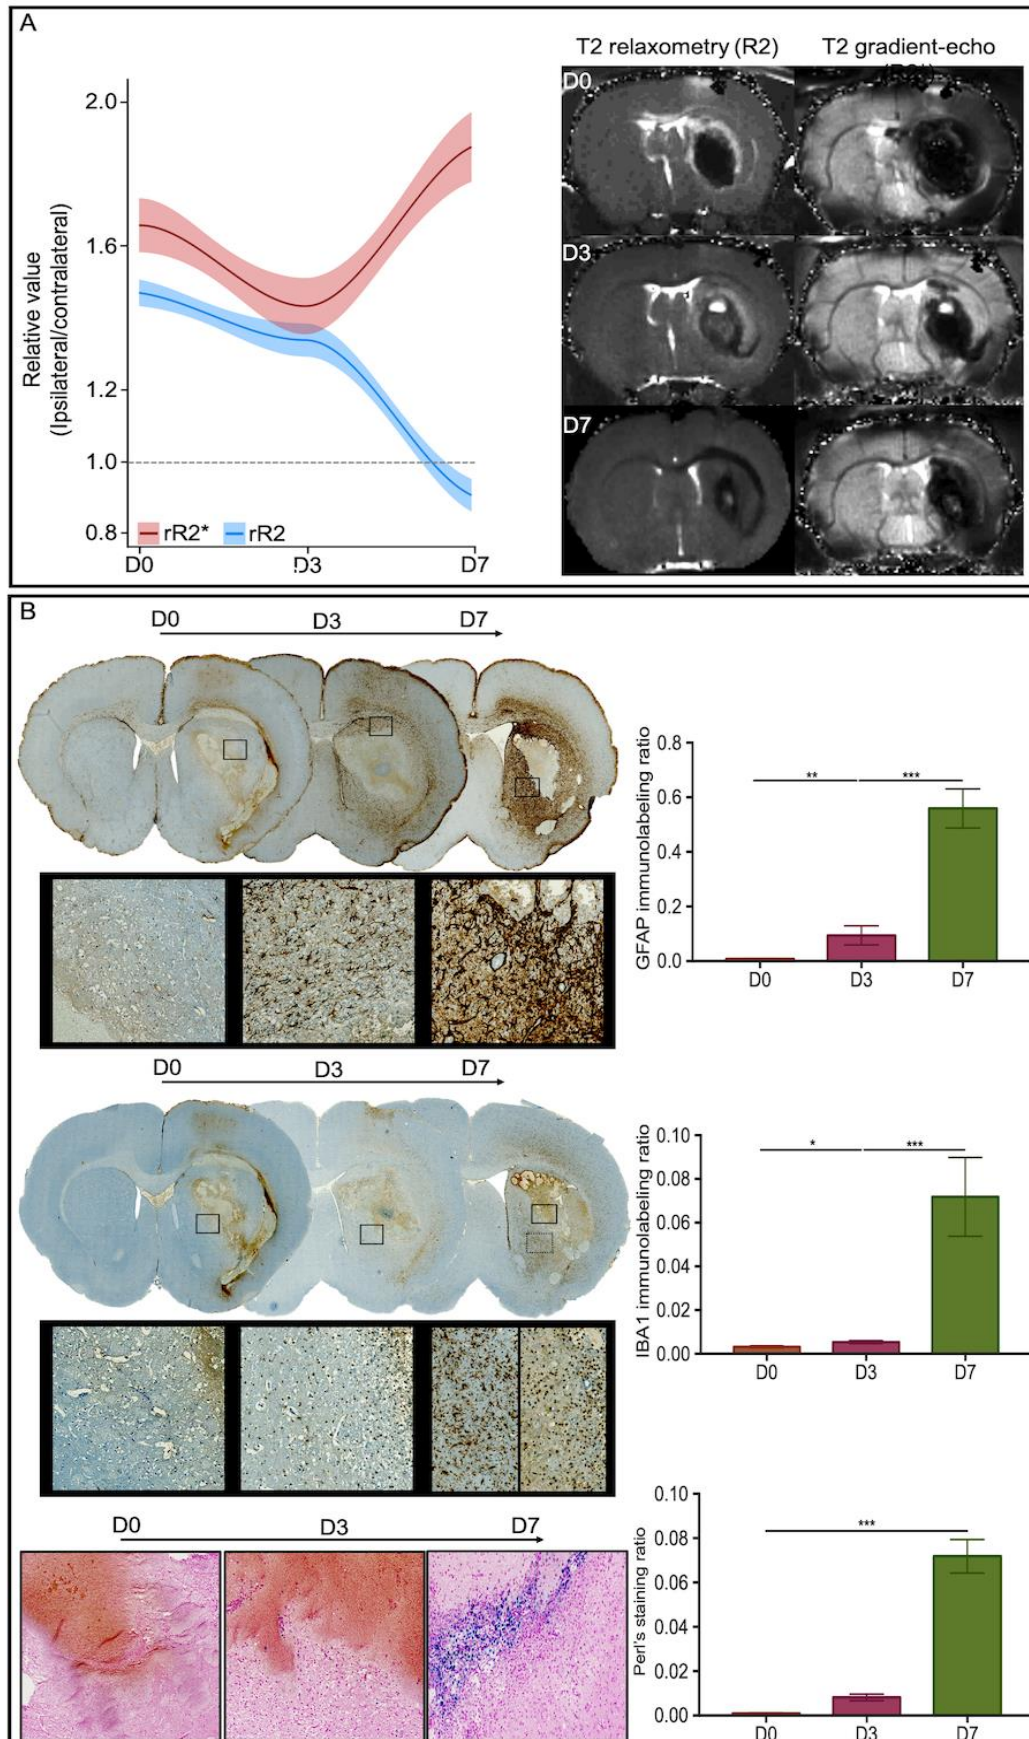 A
T2 relaxometry (R2)
T2 gradient-echo
D0
D3
D7
Relative value
(Ipsilateral/contralateral)
2.0
1.6
1.2
1.0
0.8
rR2*
rR2
D0
D3
D7
B
D0
D3
D7
GFAP immunolabeling ratio
0.8
0.6
0.4
0.2
0.0
**
***
D0
D3
D7
D0
D3
D7
IBA1 immunolabeling ratio
0.10
0.08
0.06
0.04
0.02
0.00
*
***
D0
D3
D7
D0
D3
D7
Perl's staining ratio
0.10
0.08
0.06
0.04
0.02
0.00
***
D0
D3
D7